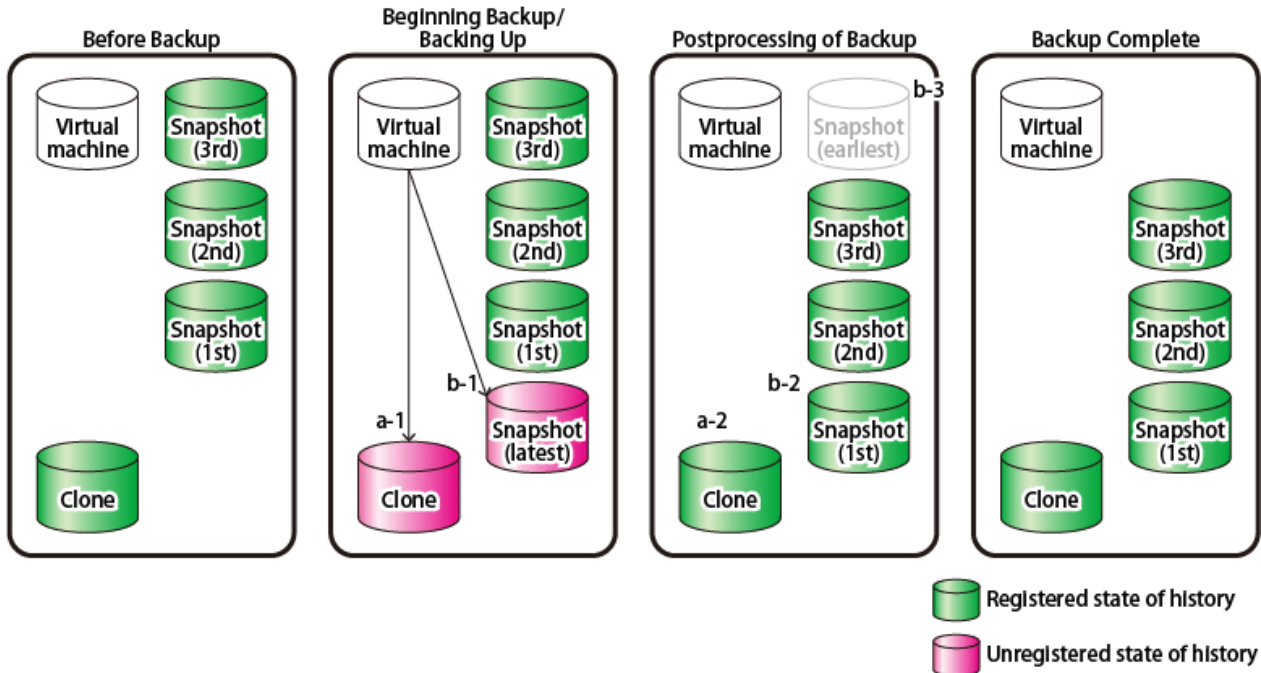 Before Backup
Virtual
machine
Snapshot
(3rd)
Snapshot
(2nd)
Snapshot
(1st)
Clone
Beginning Backup/
Backing Up
Virtual
machine
Snapshot
(3rd)
Snapshot
(2nd)
Snapshot
(1st)
b-1
a-1
Snapshot
(latest)
Clone
Postprocessing of Backup
b-3
Virtual
machine
Snapshot
(earliest)
Snapshot
(3rd)
Snapshot
(2nd)
b-2
a-2
Snapshot
(1st)
Clone
Backup Complete
Virtual
machine
Snapshot
(3rd)
Snapshot
(2nd)
Snapshot
(1st)
Clone
Registered state of history
Unregistered state of history